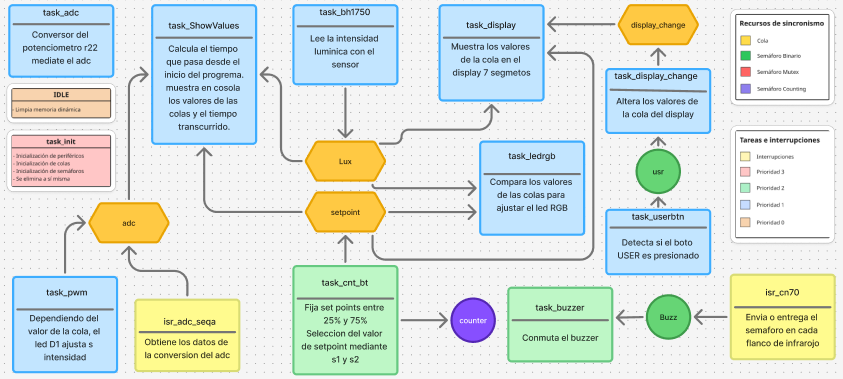 task_adc
Conversor del
potenciometro r22
mediate el adc
IDLE
- Limpia memoria dinámica
task_init
- Inicialización de periféricos
- Inicialización de colas
- Inicialización de semáforos
- Se elimina a sí misma
adc
task_pwm
Dependiendo del
valor de la cola, el
led D1 ajusta s
intensidad
isr_adc_seqa
Obtiene los datos de
la conversion del adc
task_ShowValues
Calcula el tiempo
que pasa desde el
inicio del programa.
muestra en cosola
los valores de las
colas y el tiempo
transcurrido.
task_bh1750
Lee la intensidad
luminica con el
sensor
Lux
setpoint
task_cnt_bt
Fija set points entre
25% y 75%
Seleccion del valor
de setpoint mediante
s1 y s2
counter
task_display
Muestra los valores
de la cola en el
display 7 segmetos
task_ledrgb
Compara los valores
de las colas para
ajustar el led RGB
task_buzzer
Conmuta el buzzer
Buzz
isr_cn70
Envia o entrega el
semaforo en cada
flanco de infrarojo
display_change
task_display_change
Altera los valores de
la cola del display
usr
task_userbtn
Detecta si el boto
USER es presionado
Recursos de sincronismo
Cola
Semáforo Binario
Semáforo Mutex
Semáforo Counting
Tareas e interrupciones
Interrupciones
Prioridad 3
Prioridad 2
Prioridad 1
Prioridad 0